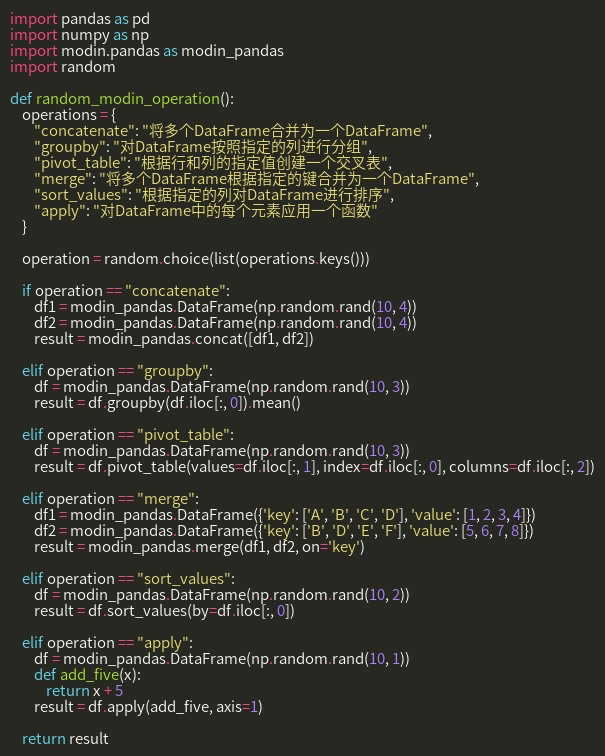 import pandas as pd
import numpy as np
import modin.pandas as modin_pandas
import random

def random_modin_operation():
    operations = {
        "concatenate": "将多个DataFrame合并为一个DataFrame",
        "groupby": "对DataFrame按照指定的列进行分组",
        "pivot_table": "根据行和列的指定值创建一个交叉表",
        "merge": "将多个DataFrame根据指定的键合并为一个DataFrame",
        "sort_values": "根据指定的列对DataFrame进行排序",
        "apply": "对DataFrame中的每个元素应用一个函数"
    }

    operation = random.choice(list(operations.keys()))

    if operation == "concatenate":
        df1 = modin_pandas.DataFrame(np.random.rand(10, 4))
        df2 = modin_pandas.DataFrame(np.random.rand(10, 4))
        result = modin_pandas.concat([df1, df2])

    elif operation == "groupby":
        df = modin_pandas.DataFrame(np.random.rand(10, 3))
        result = df.groupby(df.iloc[:, 0]).mean()

    elif operation == "pivot_table":
        df = modin_pandas.DataFrame(np.random.rand(10, 3))
        result = df.pivot_table(values=df.iloc[:, 1], index=df.iloc[:, 0], columns=df.iloc[:, 2])

    elif operation == "merge":
        df1 = modin_pandas.DataFrame({'key': ['A', 'B', 'C', 'D'], 'value': [1, 2, 3, 4]})
        df2 = modin_pandas.DataFrame({'key': ['B', 'D', 'E', 'F'], 'value': [5, 6, 7, 8]})
        result = modin_pandas.merge(df1, df2, on='key')

    elif operation == "sort_values":
        df = modin_pandas.DataFrame(np.random.rand(10, 2))
        result = df.sort_values(by=df.iloc[:, 0])

    elif operation == "apply":
        df = modin_pandas.DataFrame(np.random.rand(10, 1))
        def add_five(x):
            return x + 5
        result = df.apply(add_five, axis=1)

    return result